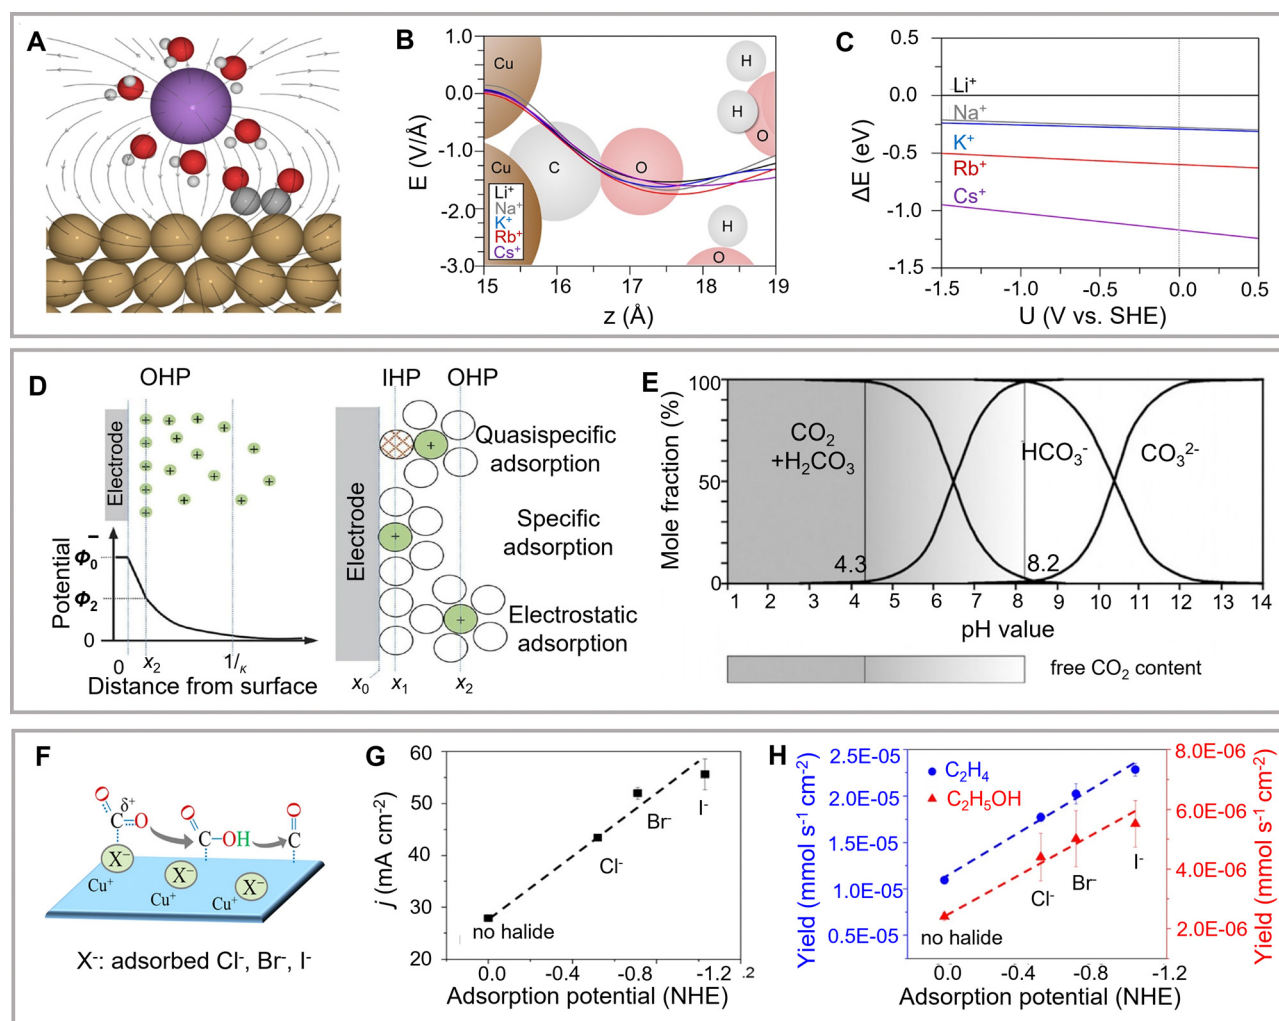 A
B
1.0
0.0
-1.0
-2.0
-3.0
E (V/Å)
Cu
Cu
C
O
H
H
O
H
O
Li⁺
Na⁺
K⁺
Rb⁺
Cs⁺
15 16 17 18 19
z (Å)
C
0.5
0.0
-0.5
-1.0
-1.5
ΔE (eV)
Li⁺
Na⁺
K⁺
Rb⁺
Cs⁺
-1.5 -1.0 -0.5 0.0 0.5
U (V vs. SHE)
D
OHP
Electrode
Potential
−
Φ₀
Φ₂
0
0 x₂ 1/κ
Distance from surface
IHP OHP
Electrode
Quasispecific
adsorption
Specific
adsorption
Electrostatic
adsorption
x₀ x₁ x₂
E
100
50
0
Mole fraction (%)
CO₂
+H₂CO₃
HCO₃⁻
CO₃²⁻
4.3
8.2
1 2 3 4 5 6 7 8 9 10 11 12 13 14
pH value
free CO₂ content
F
O
δ⁺
C O
X⁻
Cu⁺
O
C OH
X⁻
Cu⁺
O
C
X⁻
Cu⁺
X⁻: adsorbed Cl⁻, Br⁻, I⁻
G
60
50
40
30
20
j (mA cm⁻²)
no halide
Cl⁻
Br⁻
I⁻
0.0 -0.4 -0.8 -1.2 .2
Adsorption potential (NHE)
H
2.5E-05
2.0E-05
1.5E-05
1.0E-05
0.5E-05
Yield (mmol s⁻¹ cm⁻²)
C₂H₄
C₂H₅OH
no halide
Cl⁻
Br⁻
I⁻
8.0E-06
6.0E-06
4.0E-06
2.0E-06
Yield (mmol s⁻¹ cm⁻²)
0.0 -0.4 -0.8 -1.2
Adsorption potential (NHE)